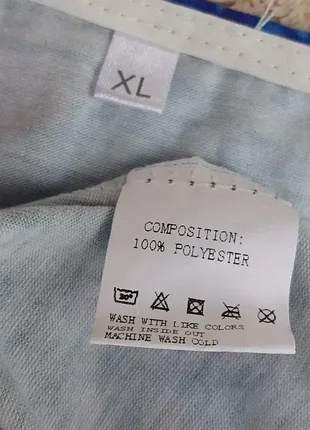 XL
COMPOSITION:
100% POLYESTER
30°
WASH WITH LIKE COLORS
WASH INSIDE OUT
MACHINE WASH COLD